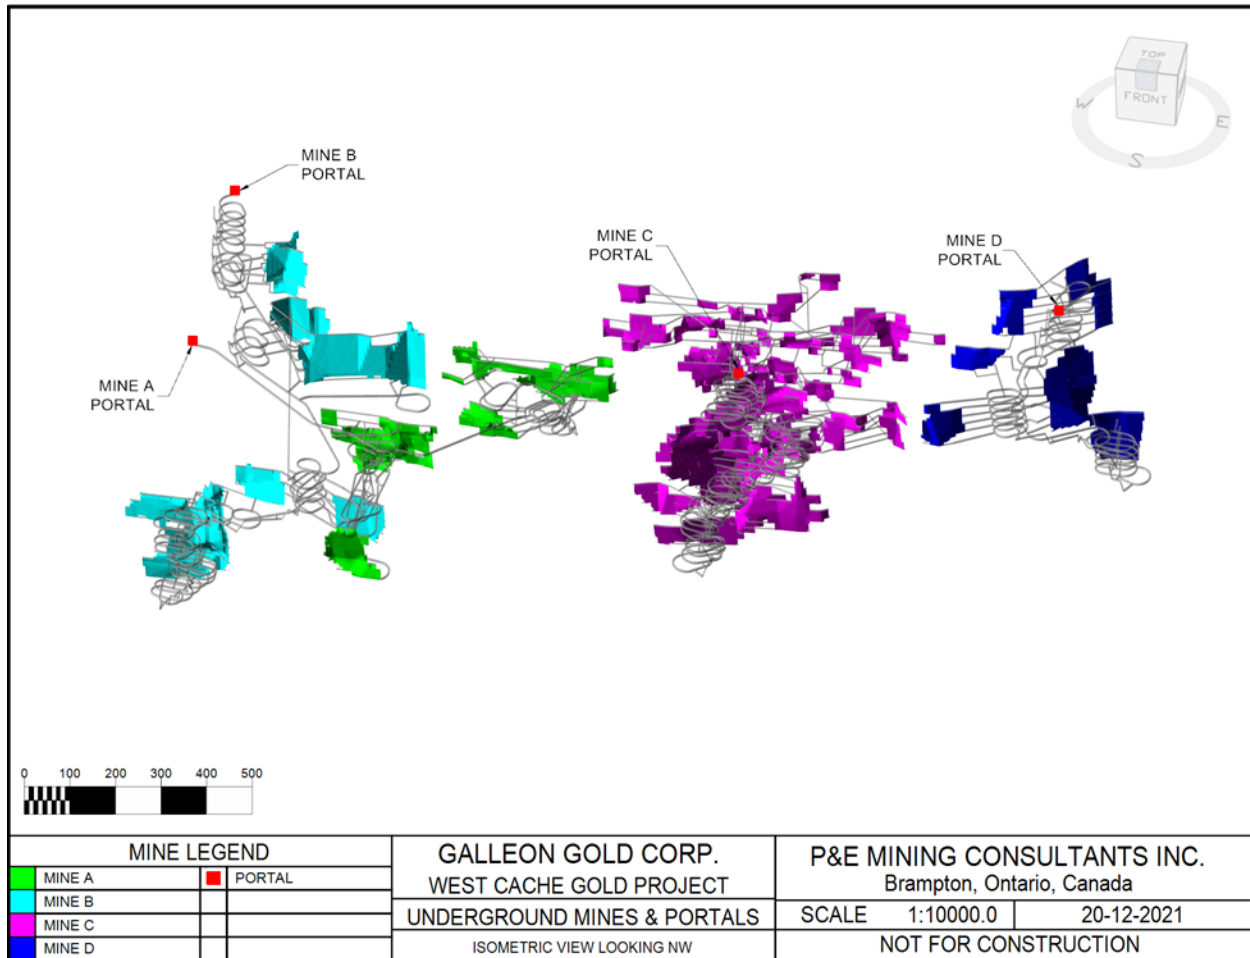 TOP
FRONT
W
E
S
MINE B
PORTAL
MINE C
PORTAL
MINE D
PORTAL
MINE A
PORTAL
0 100 200 300 400 500
MINE LEGEND
MINE A
PORTAL
MINE B
MINE C
MINE D
GALLEON GOLD CORP.
WEST CACHE GOLD PROJECT
UNDERGROUND MINES & PORTALS
ISOMETRIC VIEW LOOKING NW
P&E MINING CONSULTANTS INC.
Brampton, Ontario, Canada
SCALE 1:10000.0 20-12-2021
NOT FOR CONSTRUCTION